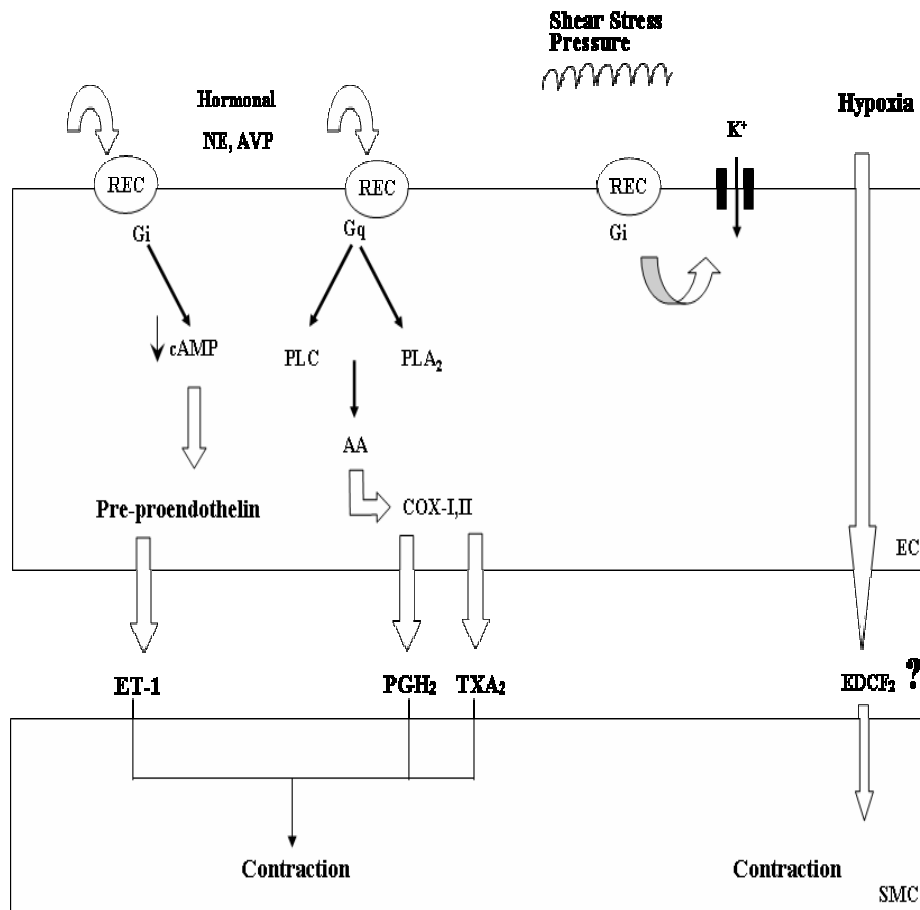 Shear Stress
Pressure
Hormonal
NE, AVP
Hypoxia
K⁺
REC
REC
REC
Gi
Gq
Gi
cAMP
PLC
PLA₂
AA
Pre-proendothelin
COX-I,II
EC
ET-1
PGH₂
TXA₂
EDCF₂ ?
Contraction
Contraction
SMC